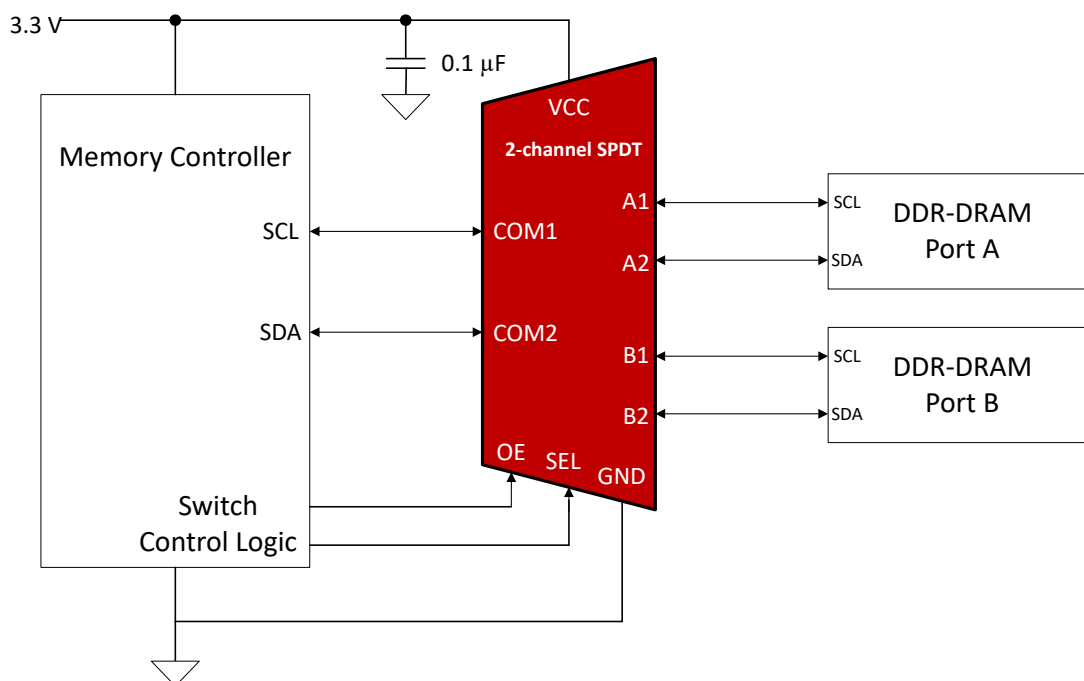 3.3 V
0.1 μF
Memory Controller
SCL
SDA
Switch
Control Logic
VCC
2-channel SPDT
COM1
COM2
A1
A2
B1
B2
OE
SEL
GND
SCL
SDA
DDR-DRAM
Port A
SCL
SDA
DDR-DRAM
Port B